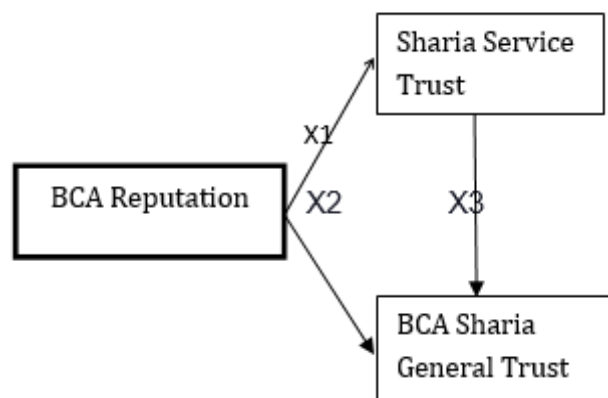 Sharia Service
Trust
X1
BCA Reputation
X2
X3
BCA Sharia
General Trust